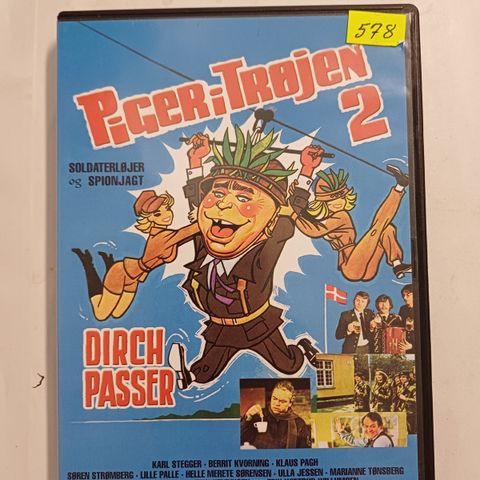 578
PIGER I TRØJEN
2
SOLDATERLØJER
og SPIONJAGT
DIRCH
PASSER
KARL STEGGER · BERRIT KVORNING · KLAUS PAGH
SØREN STRØMBERG · LILLE PALLE · HELLE MERETE SØRENSEN · ULLA JESSEN · MARIANNE TØNSBERG